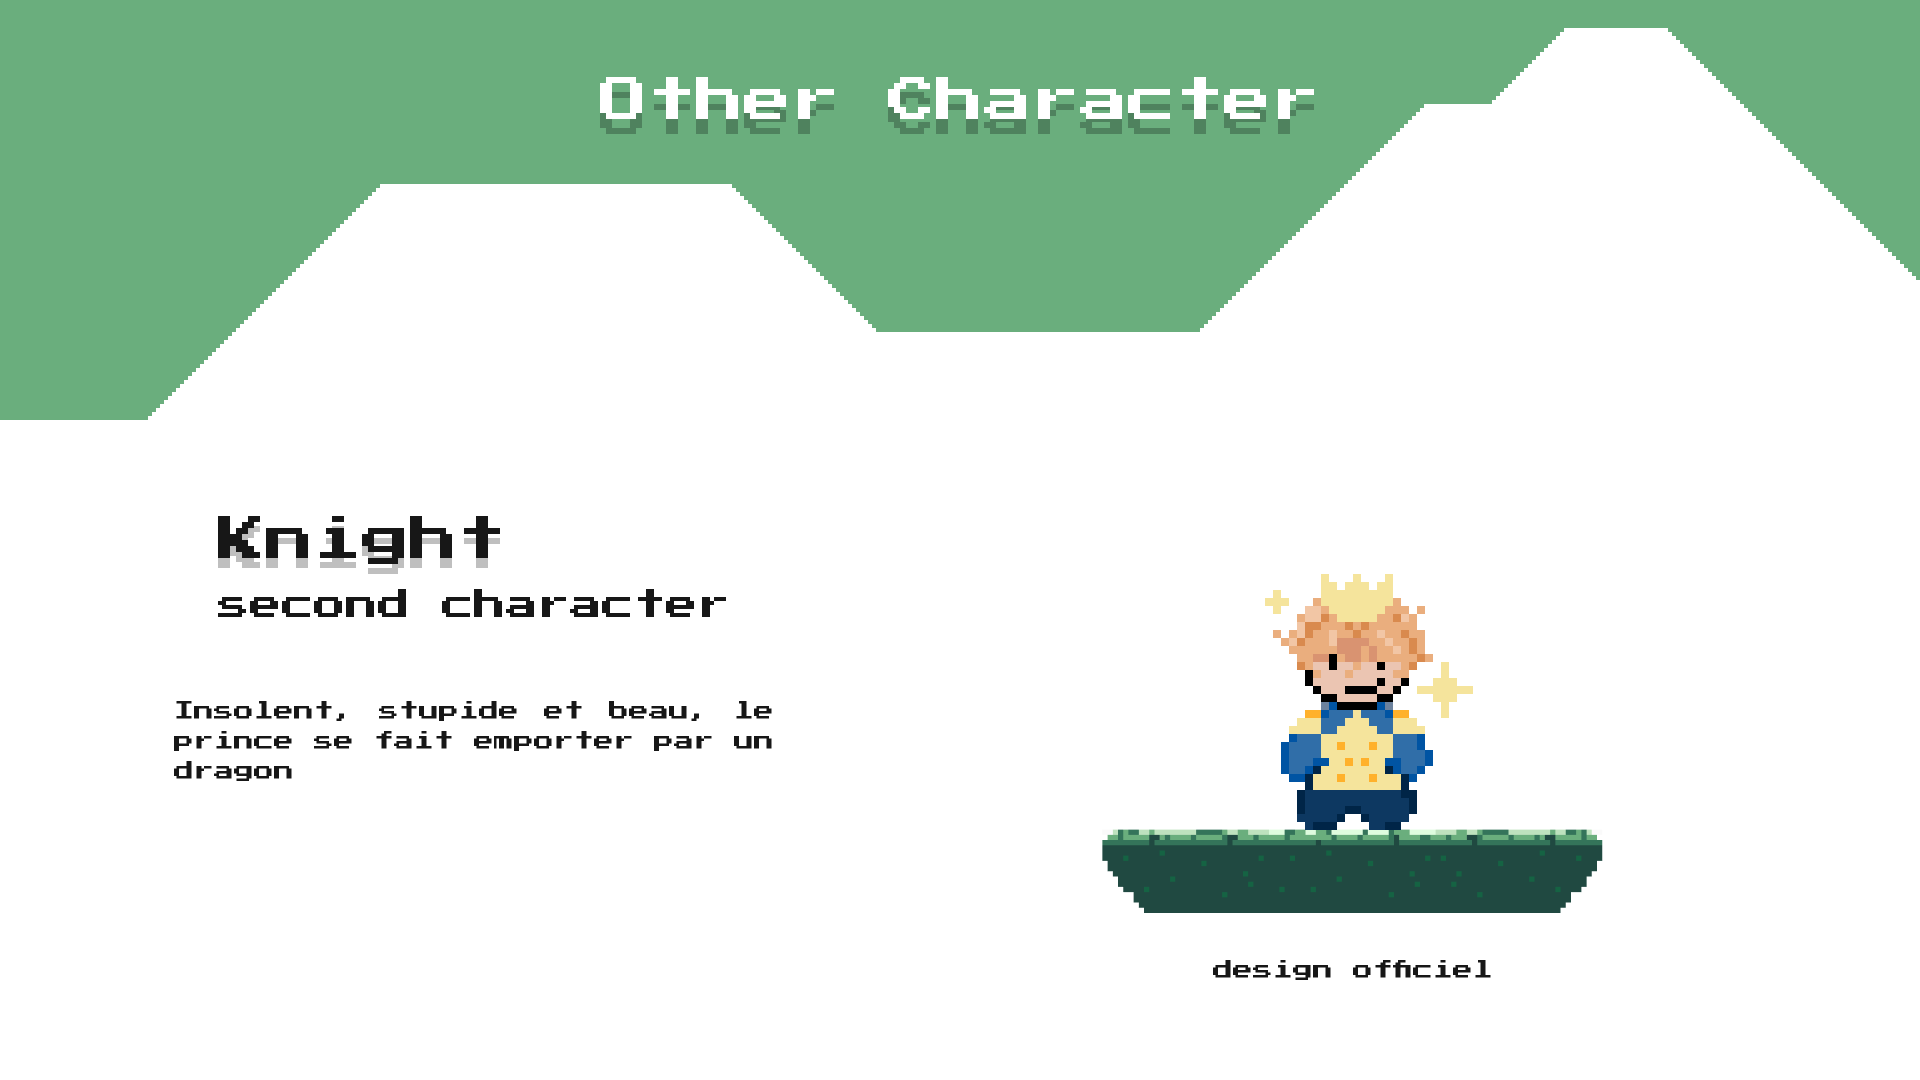 Other Character
Knight
second character
Insolent, stupide et beau, le
prince se fait emporter par un
dragon
design officiel